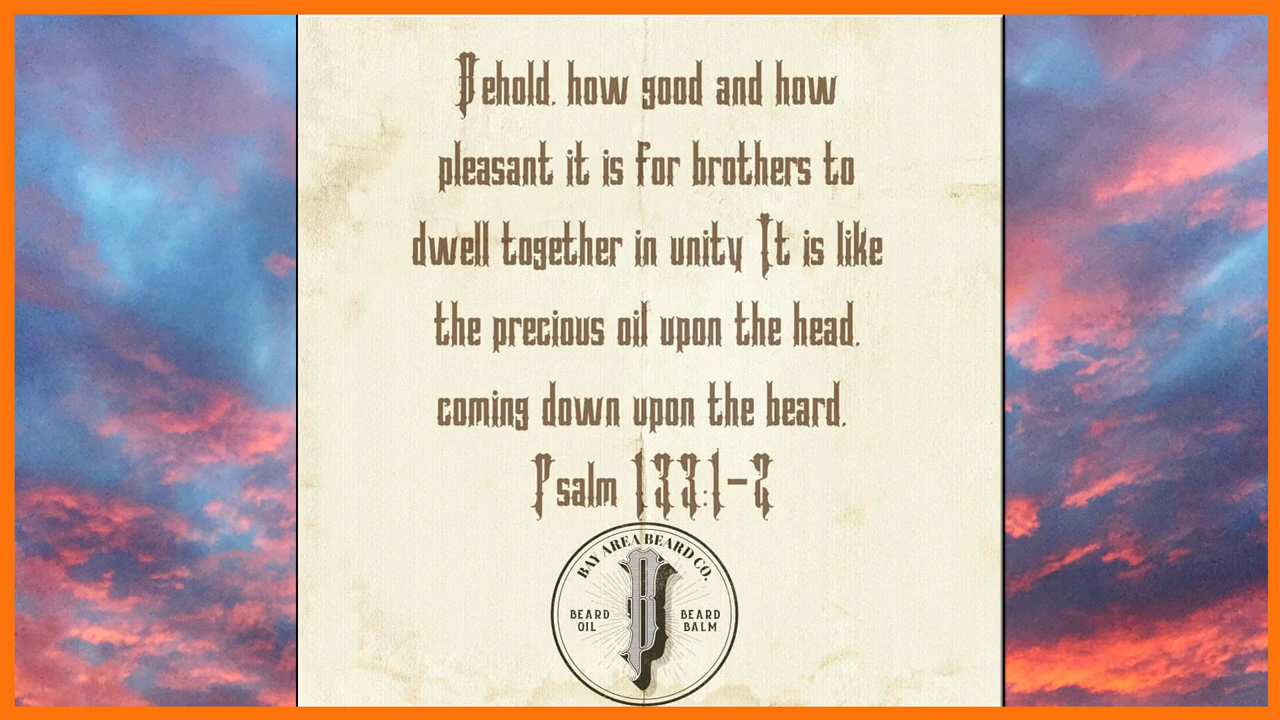 Behold, how good and how
pleasant it is for brothers to
dwell together in unity It is like
the precious oil upon the head,
coming down upon the beard,
Psalm 133:1-2
BAY AREA BEARD CO.
BEARD OIL
B
BEARD BALM